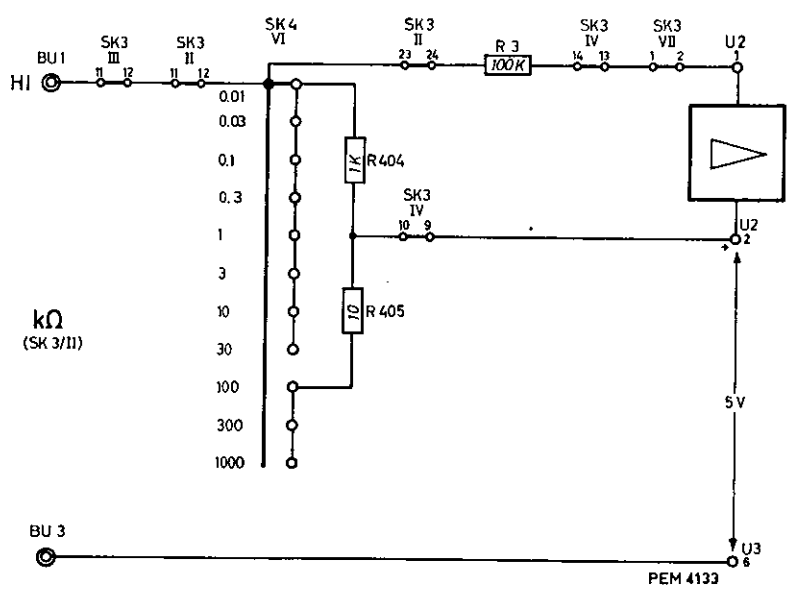 SK4
VI
SK3
II
23 24
R 3
100K
SK3
IV
14 13
SK3
VII
1 2
U2
1
BU1
HI
SK3
III
11 12
SK3
II
11 12
0.01
0.03
0.1
0.3
1
3
10
30
100
300
1000
1K
R404
SK3
IV
10 9
U2
2
+
10
R405
kΩ
(SK 3/II)
5V
BU 3
U3
6
PEM 4133